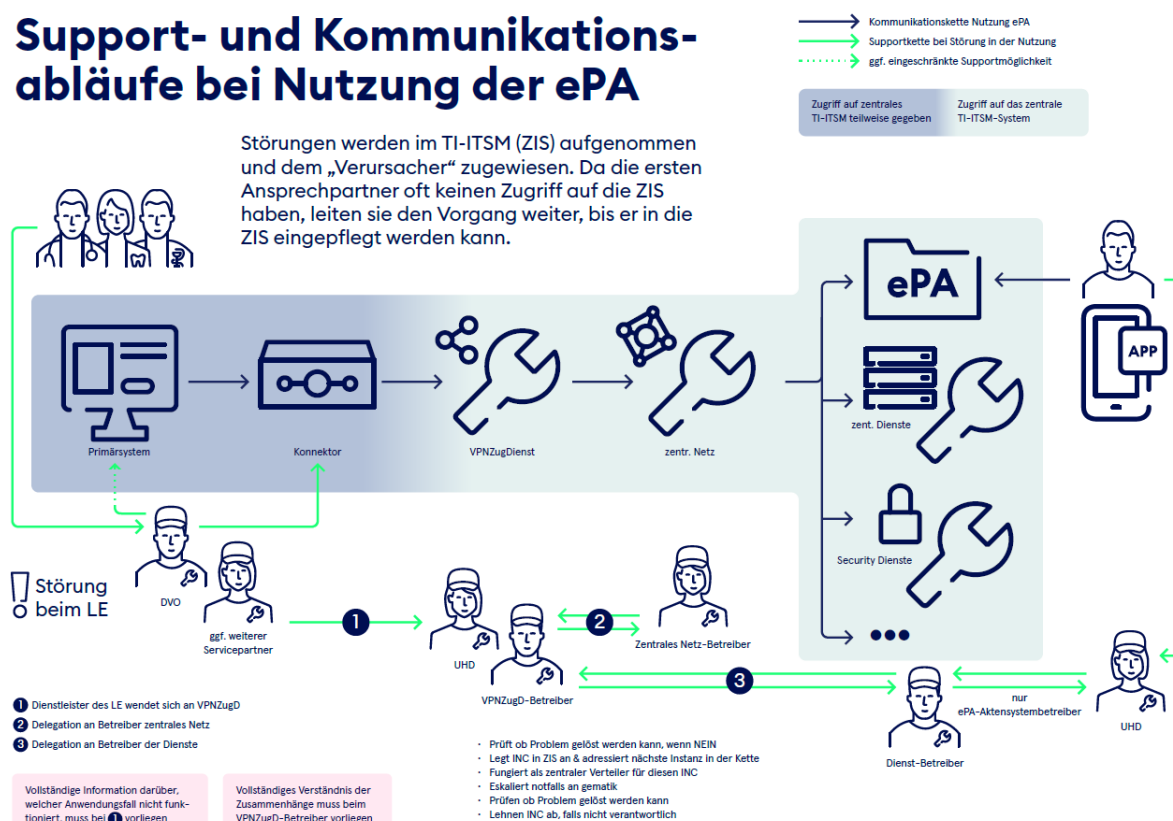 Support- und Kommunikations-
abläufe bei Nutzung der ePA
Kommunikationskette Nutzung ePA
Supportkette bei Störung in der Nutzung
ggf. eingeschränkte Supportmöglichkeit
Zugriff auf zentrales
TI-ITSM teilweise gegeben
Zugriff auf das zentrale
TI-ITSM-System
Störungen werden im TI-ITSM (ZIS) aufgenommen
und dem „Verursacher“ zugewiesen. Da die ersten
Ansprechpartner oft keinen Zugriff auf die ZIS
haben, leiten sie den Vorgang weiter, bis er in die
ZIS eingepflegt werden kann.
ePA
APP
Primärsystem
Konnektor
VPNZugDienst
zentr. Netz
zent. Dienste
Security Dienste
Störung
beim LE
DVO
ggf. weiterer
Servicepartner
1
UHD
VPNZugD-Betreiber
2
Zentrales Netz-Betreiber
3
Dienst-Betreiber
nur
ePA-Aktensystembetreiber
UHD
1 Dienstleister des LE wendet sich an VPNZugD
2 Delegation an Betreiber zentrales Netz
3 Delegation an Betreiber der Dienste
Vollständige Information darüber,
welcher Anwendungsfall nicht funk-
tioniert, muss bei 1 vorliegen
Vollständiges Verständnis der
Zusammenhänge muss beim
VPNZugD-Betreiber vorliegen
· Prüft ob Problem gelöst werden kann, wenn NEIN
· Legt INC in ZIS an & adressiert nächste Instanz in der Kette
· Fungiert als zentraler Verteiler für diesen INC
· Eskaliert notfalls an gematik
· Prüfen ob Problem gelöst werden kann
· Lehnen INC ab, falls nicht verantwortlich